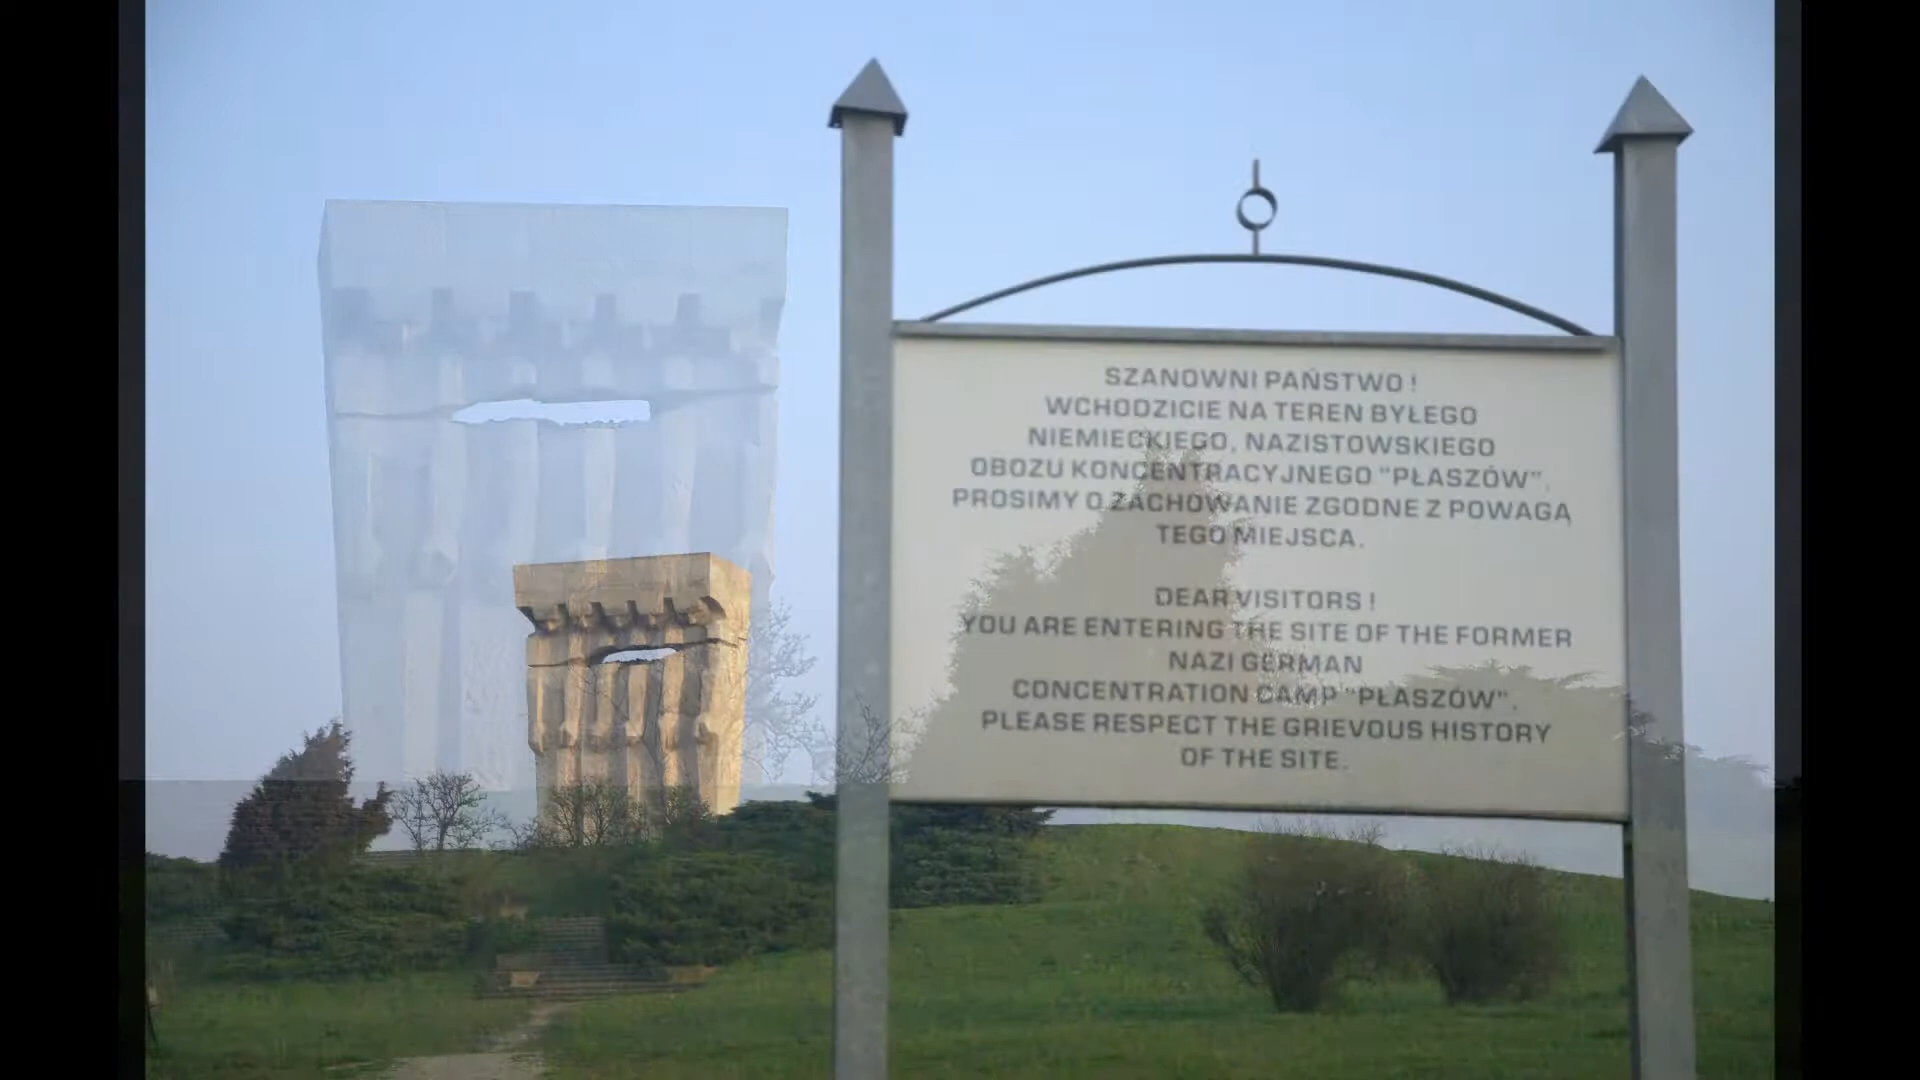 SZANOWNI PAŃSTWO !
WCHODZICIE NA TEREN BYŁEGO
NIEMIECKIEGO, NAZISTOWSKIEGO
OBOZU KONCENTRACYJNEGO "PŁASZÓW".
PROSIMY O ZACHOWANIE ZGODNE Z POWAGĄ
TEGO MIEJSCA.
DEAR VISITORS !
YOU ARE ENTERING THE SITE OF THE FORMER
NAZI GERMAN
CONCENTRATION CAMP "PŁASZÓW".
PLEASE RESPECT THE GRIEVOUS HISTORY
OF THE SITE.